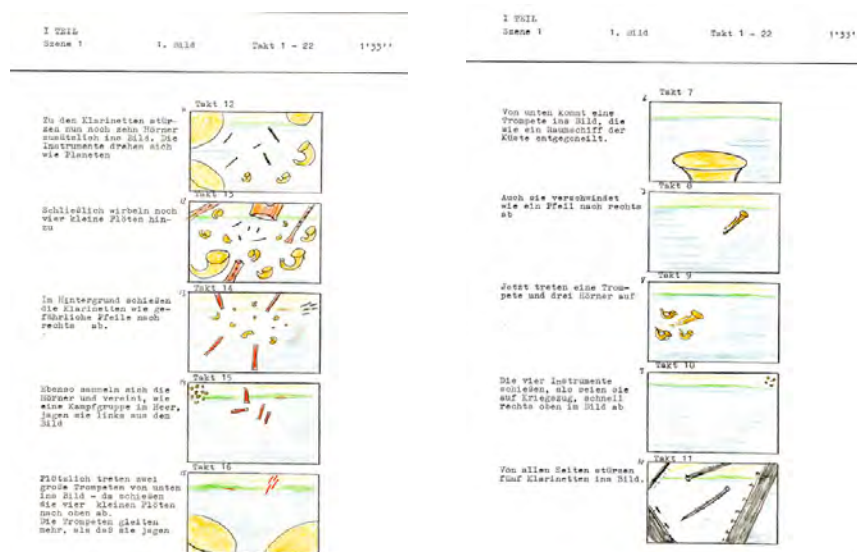 I TEIL
Szene 1 1. Bild Takt 1 - 22 1'33''
Takt 12
Zu den Klarinetten stür-
zen nun noch zehn Hörner
zusätzlich ins Bild. Die
Instrumente drehen sich
wie Planeten
Takt 13
Schließlich wirbeln noch
vier kleine Flöten hin-
zu
Takt 14
Im Hintergrund schießen
die Klarinetten wie ge-
fährliche Pfeile nach
rechts ab.
Takt 15
Ebenso sammeln sich die
Hörner und vereint, wie
eine Kampfgruppe im Heer,
jagen sie links aus dem
Bild
Takt 16
Plötzlich treten zwei
große Trompeten von unten
ins Bild - da schießen
die vier kleinen Flöten
nach oben ab.
Die Trompeten gleiten
mehr, als daß sie jagen
I TEIL
Szene 1 1. Bild Takt 1 - 22 1'33''
Takt 7
Von unten kommt eine
Trompete ins Bild, die
wie ein Raumschiff der
Küste entgegeneilt.
Takt 8
Auch sie verschwindet
wie ein Pfeil nach rechts
ab
Takt 9
Jetzt treten eine Trom-
pete und drei Hörner auf
Takt 10
Die vier Instrumente
schießen, als seien sie
auf Kriegszug, schnell
rechts oben im Bild ab
Takt 11
Von allen Seiten stürzen
fünf Klarinetten ins Bild.